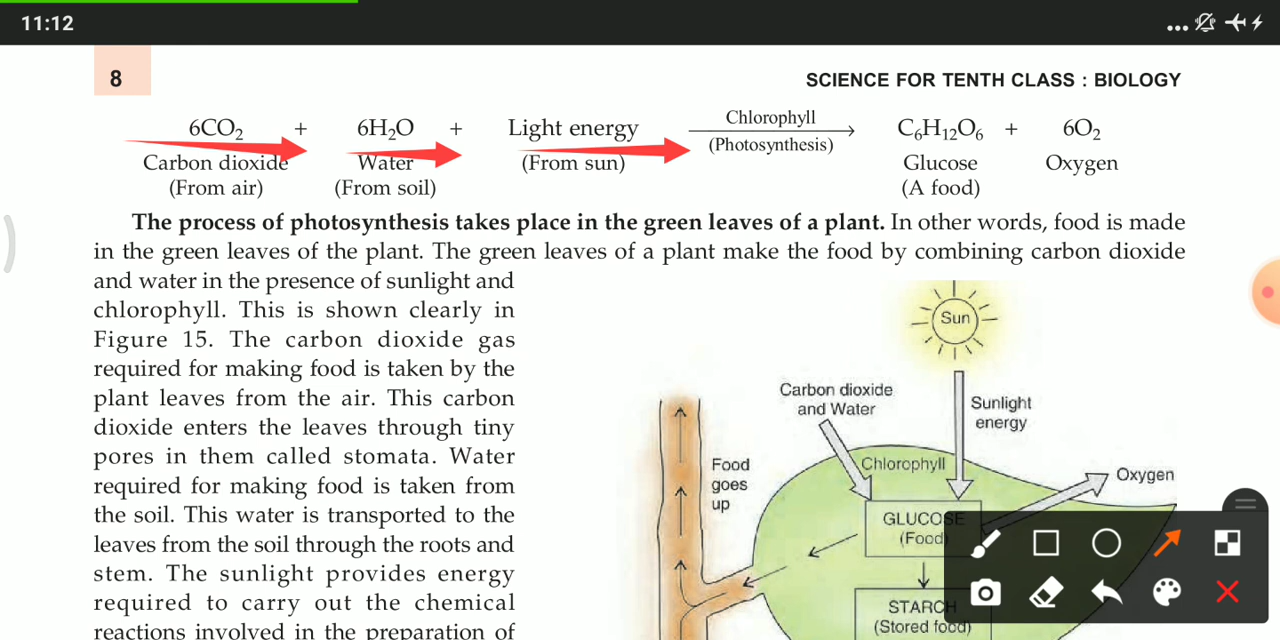 11:12
8
SCIENCE FOR TENTH CLASS : BIOLOGY
6CO₂ + 6H₂O + Light energy Chlorophyll (Photosynthesis) → C₆H₁₂O₆ + 6O₂
Carbon dioxide Water (From sun) Glucose Oxygen
(From air) (From soil) (A food)
The process of photosynthesis takes place in the green leaves of a plant. In other words, food is made
in the green leaves of the plant. The green leaves of a plant make the food by combining carbon dioxide
and water in the presence of sunlight and
chlorophyll. This is shown clearly in
Figure 15. The carbon dioxide gas
required for making food is taken by the
plant leaves from the air. This carbon
dioxide enters the leaves through tiny
pores in them called stomata. Water
required for making food is taken from
the soil. This water is transported to the
leaves from the soil through the roots and
stem. The sunlight provides energy
required to carry out the chemical
reactions involved in the preparation of
Sun
Carbon dioxide
and Water
Sunlight
energy
Chlorophyll
Food
goes
up
Oxygen
GLUCOSE
(Food)
STARCH
(Stored food)